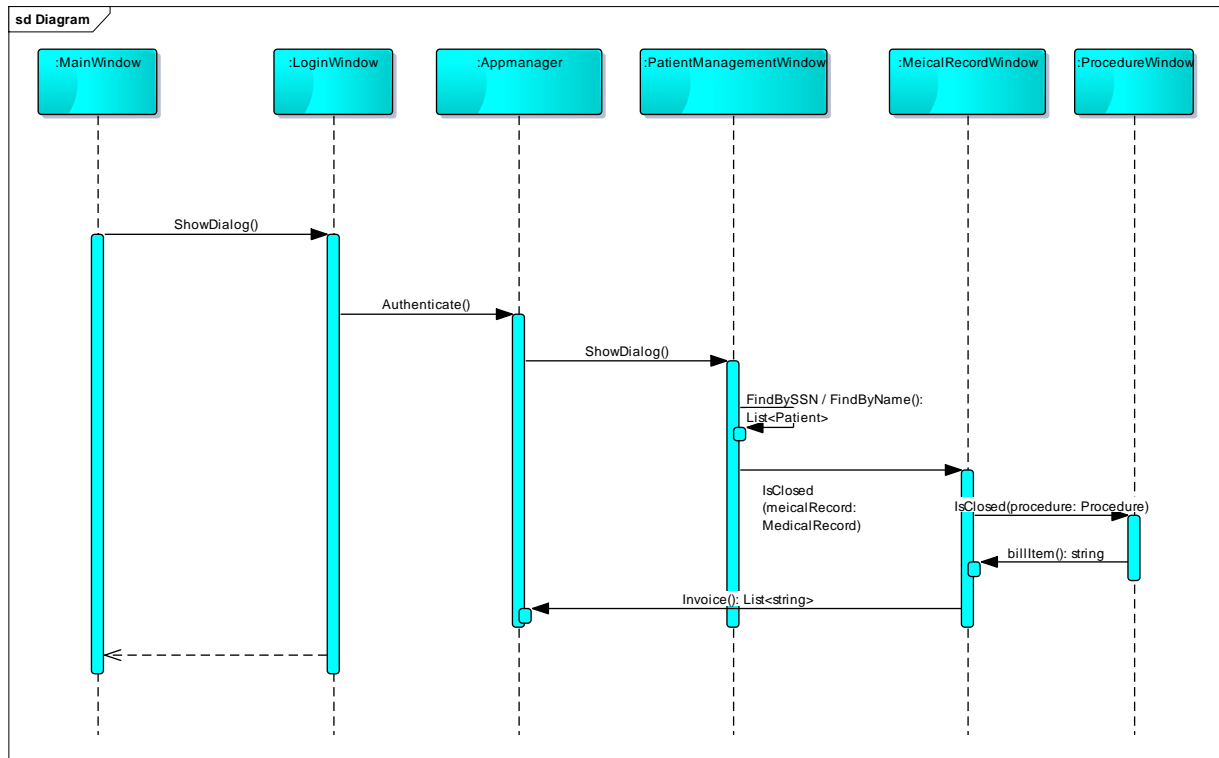 sd Diagram
:MainWindow
:LoginWindow
:Appmanager
:PatientManagementWindow
:MeicalRecordWindow
:ProcedureWindow
ShowDialog()
Authenticate()
ShowDialog()
FindBySSN / FindByName():
List<Patient>
IsClosed
(meicalRecord:
MedicalRecord)
IsClosed(procedure: Procedure)
billItem(): string
Invoice(): List<string>